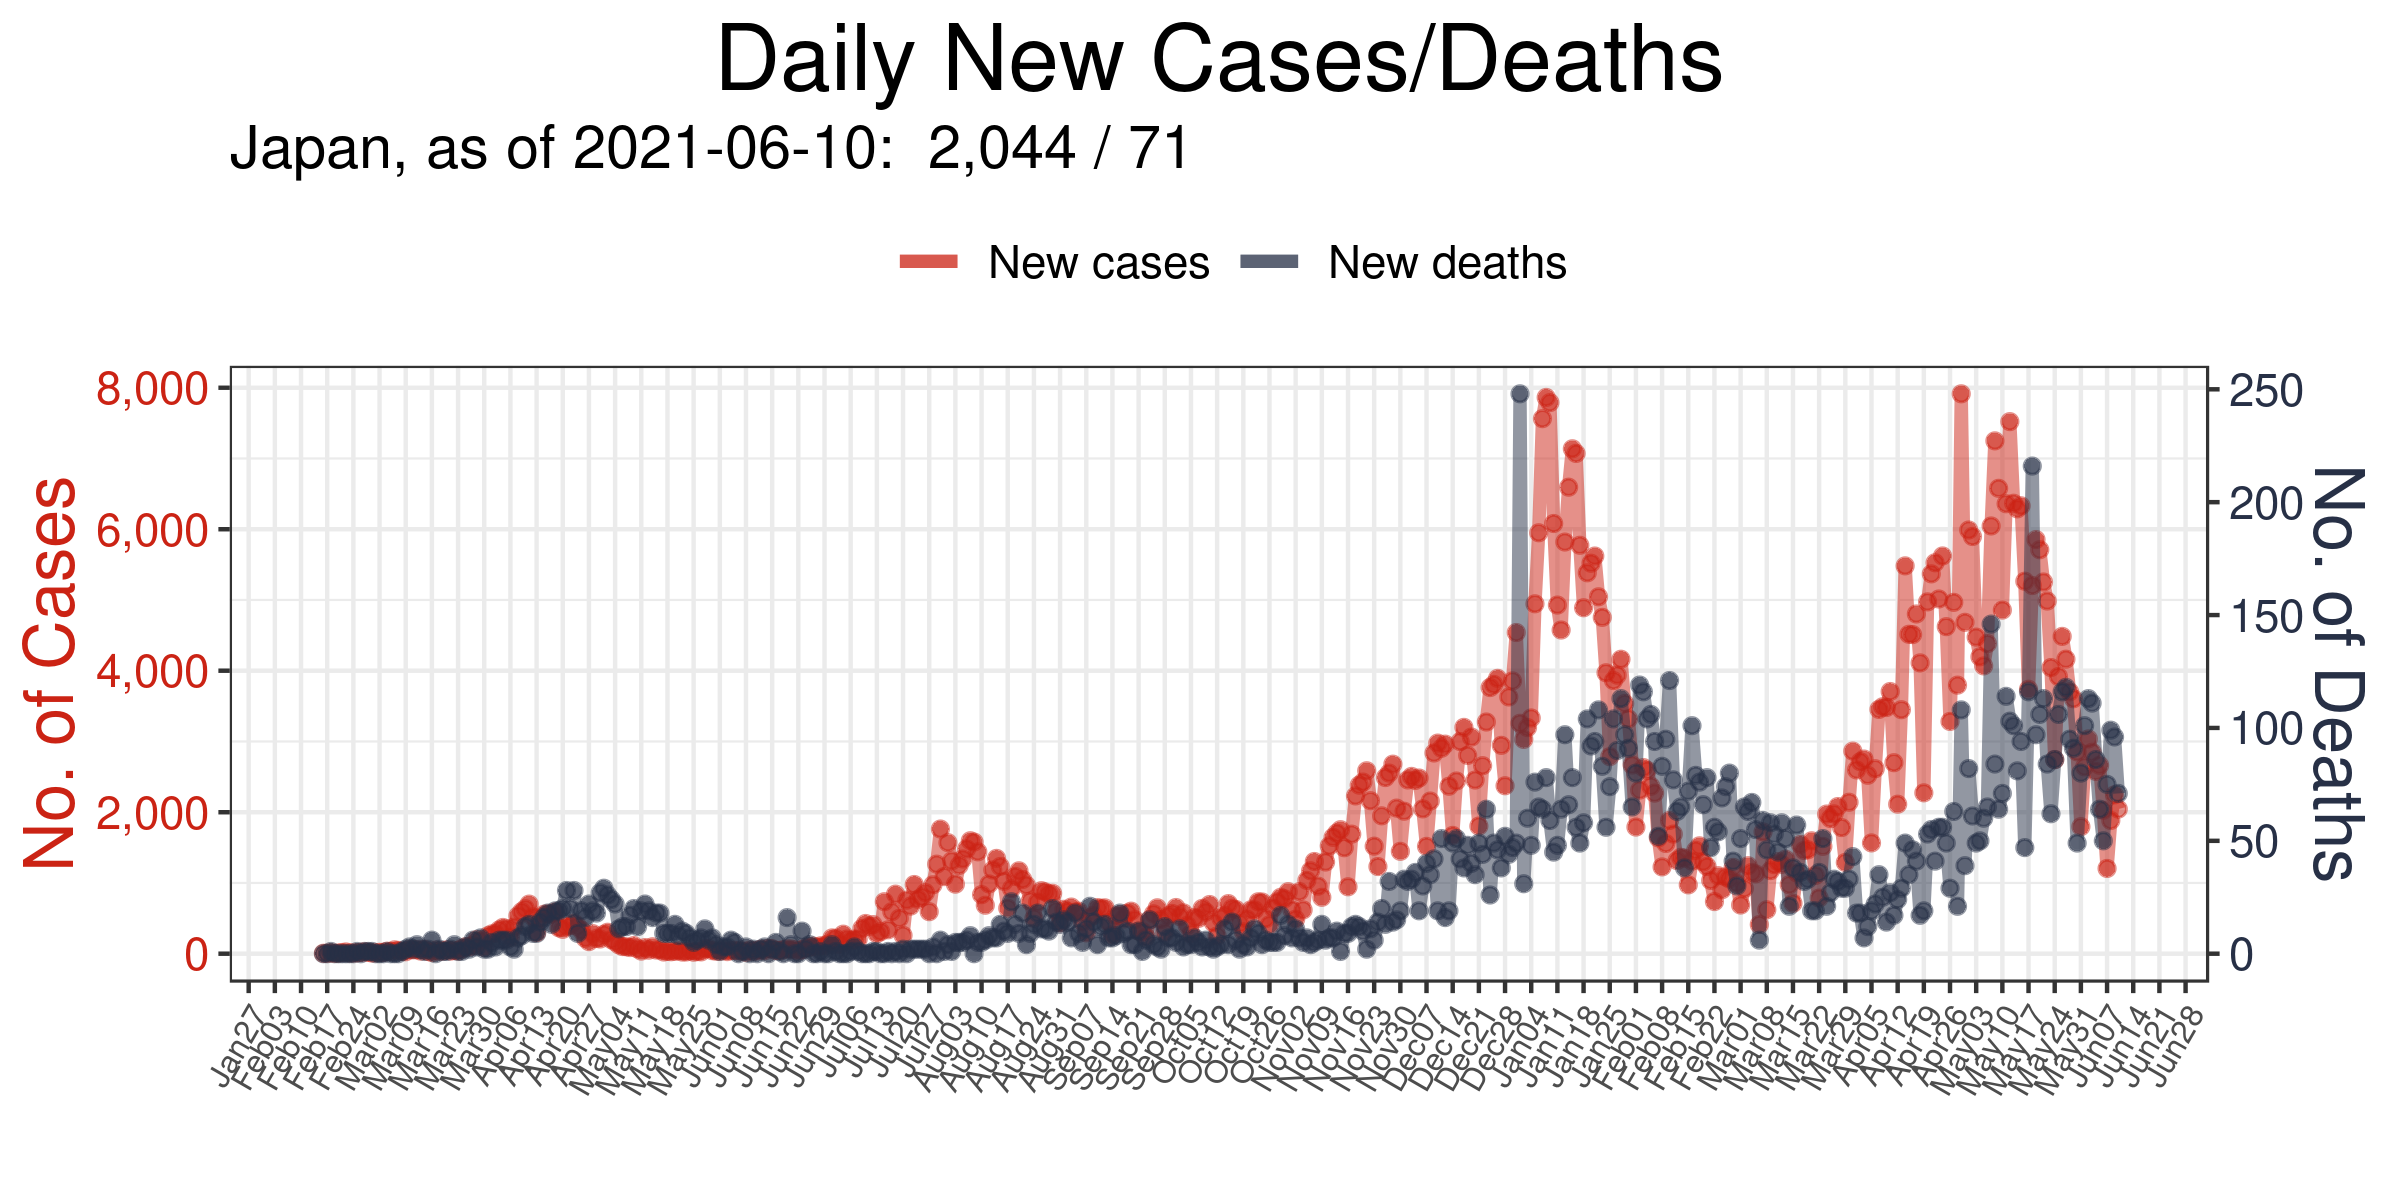 Daily New Cases/Deaths
Japan, as of 2021-06-10: 2,044 / 71
New cases New deaths
No. of Cases
8,000
6,000
4,000
2,000
0
250
200
150
100
50
0
No. of Deaths
Jan27
Feb03
Feb10
Feb17
Feb24
Mar02
Mar09
Mar16
Mar23
Mar30
Apr06
Apr13
Apr20
Apr27
May04
May11
May18
May25
Jun01
Jun08
Jun15
Jun22
Jun29
Jul06
Jul13
Jul20
Jul27
Aug03
Aug10
Aug17
Aug24
Aug31
Sep07
Sep14
Sep21
Sep28
Oct05
Oct12
Oct19
Oct26
Nov02
Nov09
Nov16
Nov23
Nov30
Dec07
Dec14
Dec21
Dec28
Jan04
Jan11
Jan18
Jan25
Feb01
Feb08
Feb15
Feb22
Mar01
Mar08
Mar15
Mar22
Mar29
Apr05
Apr12
Apr19
Apr26
May03
May10
May17
May24
May31
Jun07
Jun14
Jun21
Jun28